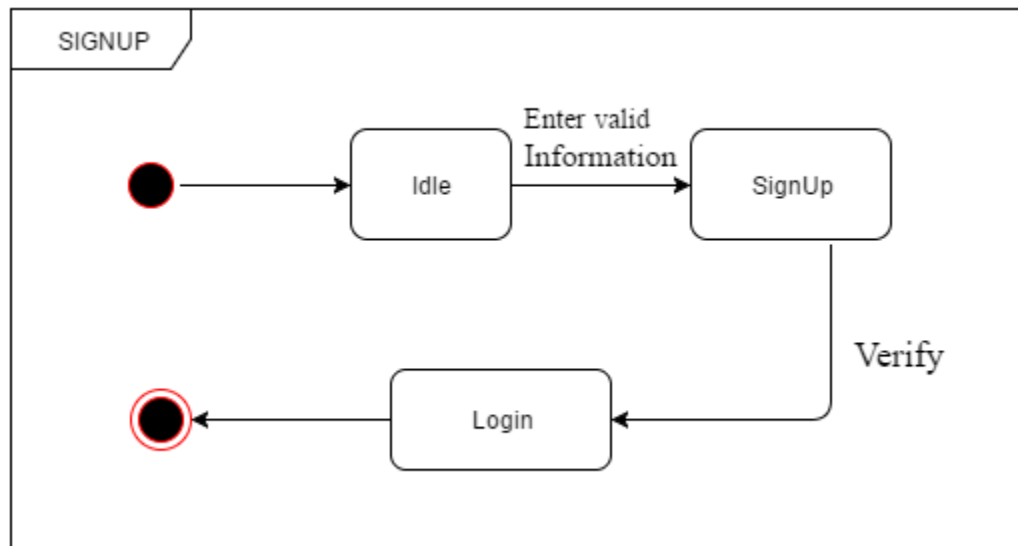 SIGNUP
Enter valid
Information
Idle
SignUp
Verify
Login